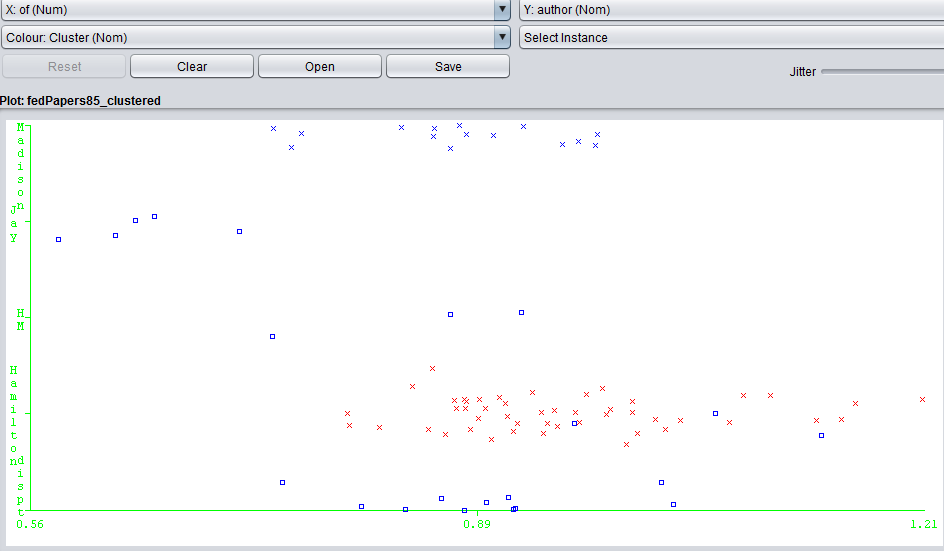 X: of (Num)
Y: author (Nom)
Colour: Cluster (Nom)
Select Instance
Reset
Clear
Open
Save
Jitter
Plot: fedPapers85_clustered
Madison
Jay
HM
Hamilton
dispt
0.56
0.89
1.21